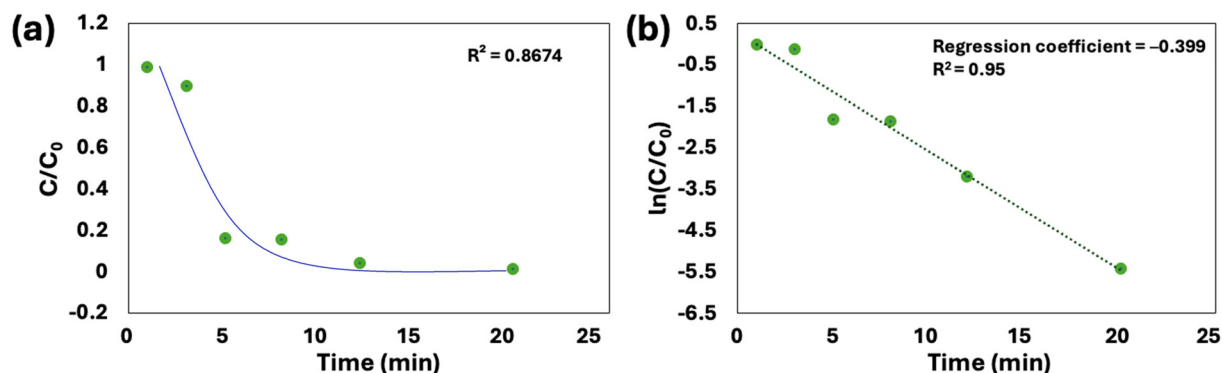 (a)
1.2
1
0.8
0.6
0.4
0.2
0
-0.2
C/C₀
R² = 0.8674
0 5 10 15 20 25
Time (min)
(b)
0.5
-0.5
-1.5
-2.5
-3.5
-4.5
-5.5
-6.5
ln(C/C₀)
Regression coefficient = –0.399
R² = 0.95
0 5 10 15 20 25
Time (min)